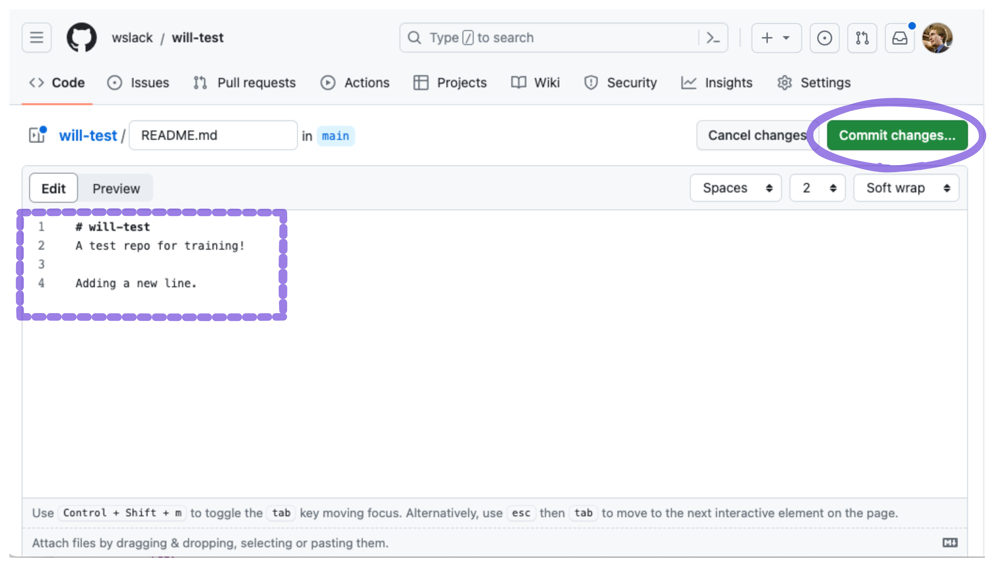 wslack / will-test
Type / to search
Code Issues Pull requests Actions Projects Wiki Security Insights Settings
will-test / README.md in main Cancel changes Commit changes...
Edit Preview Spaces 2 Soft wrap
1 # will-test
2 A test repo for training!
3
4 Adding a new line.
Use Control + Shift + m to toggle the tab key moving focus. Alternatively, use esc then tab to move to the next interactive element on the page.
Attach files by dragging & dropping, selecting or pasting them.